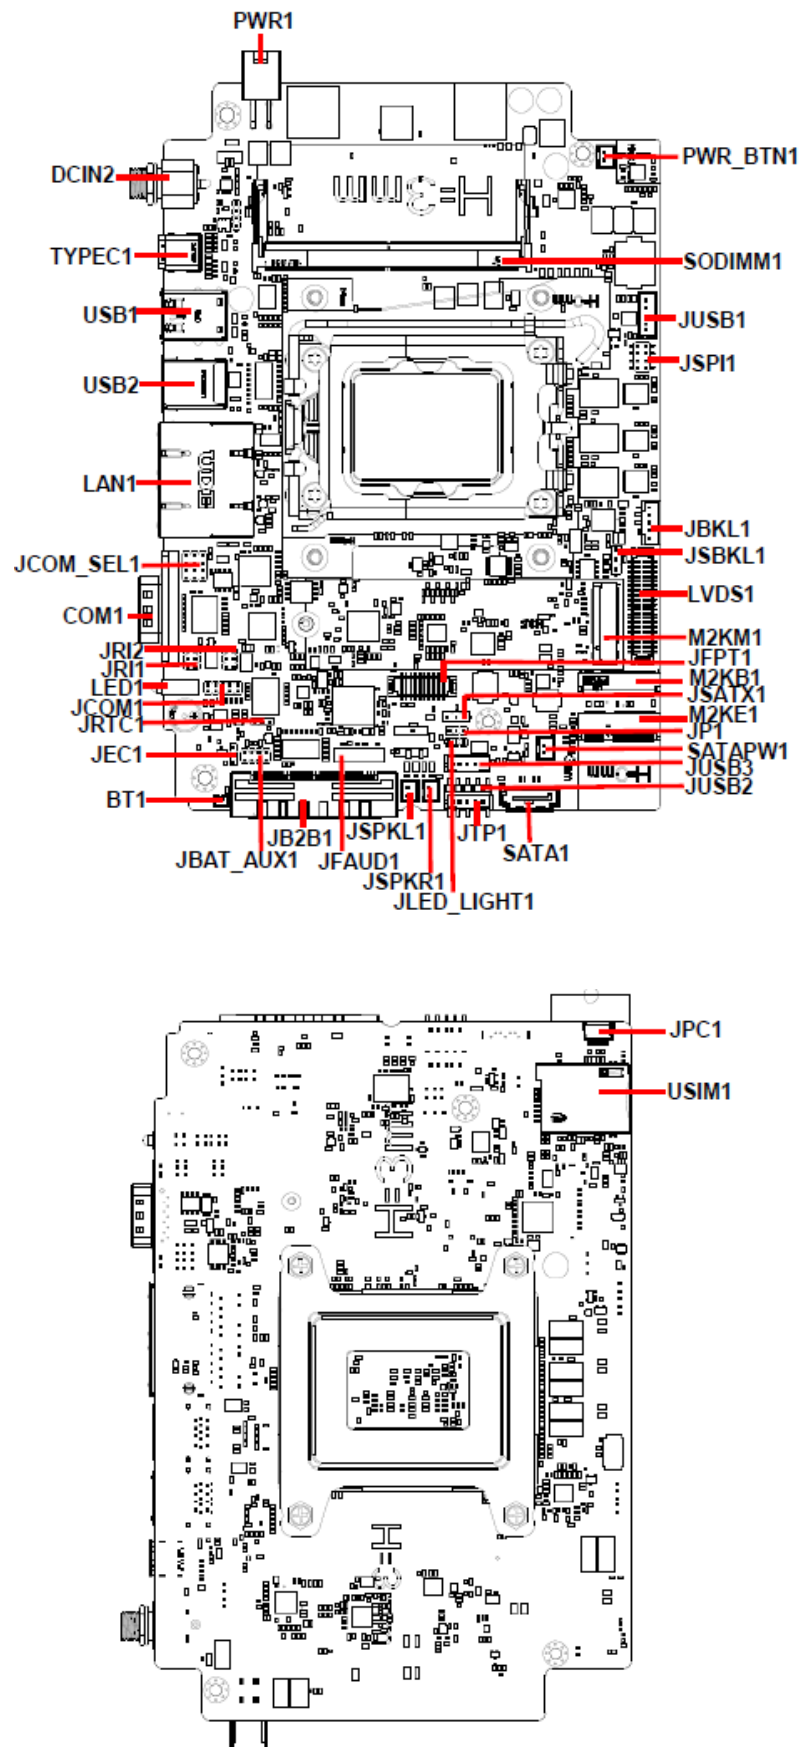 PWR1
DCIN2
PWR_BTN1
TYPEC1
SODIMM1
USB1
JUSB1
JSPI1
USB2
LAN1
JBKL1
JSBKL1
JCOM_SEL1
LVDS1
COM1
M2KM1
JRI2
JFPT1
JRI1
M2KB1
LED1
JSATX1
JCOM1
M2KE1
JRTC1
JP1
SATAPW1
JEC1
JUSB3
JUSB2
BT1
JB2B1
JSPKL1
JTP1
SATA1
JBAT_AUX1
JFAUD1
JSPKR1
JLED_LIGHT1
JPC1
USIM1